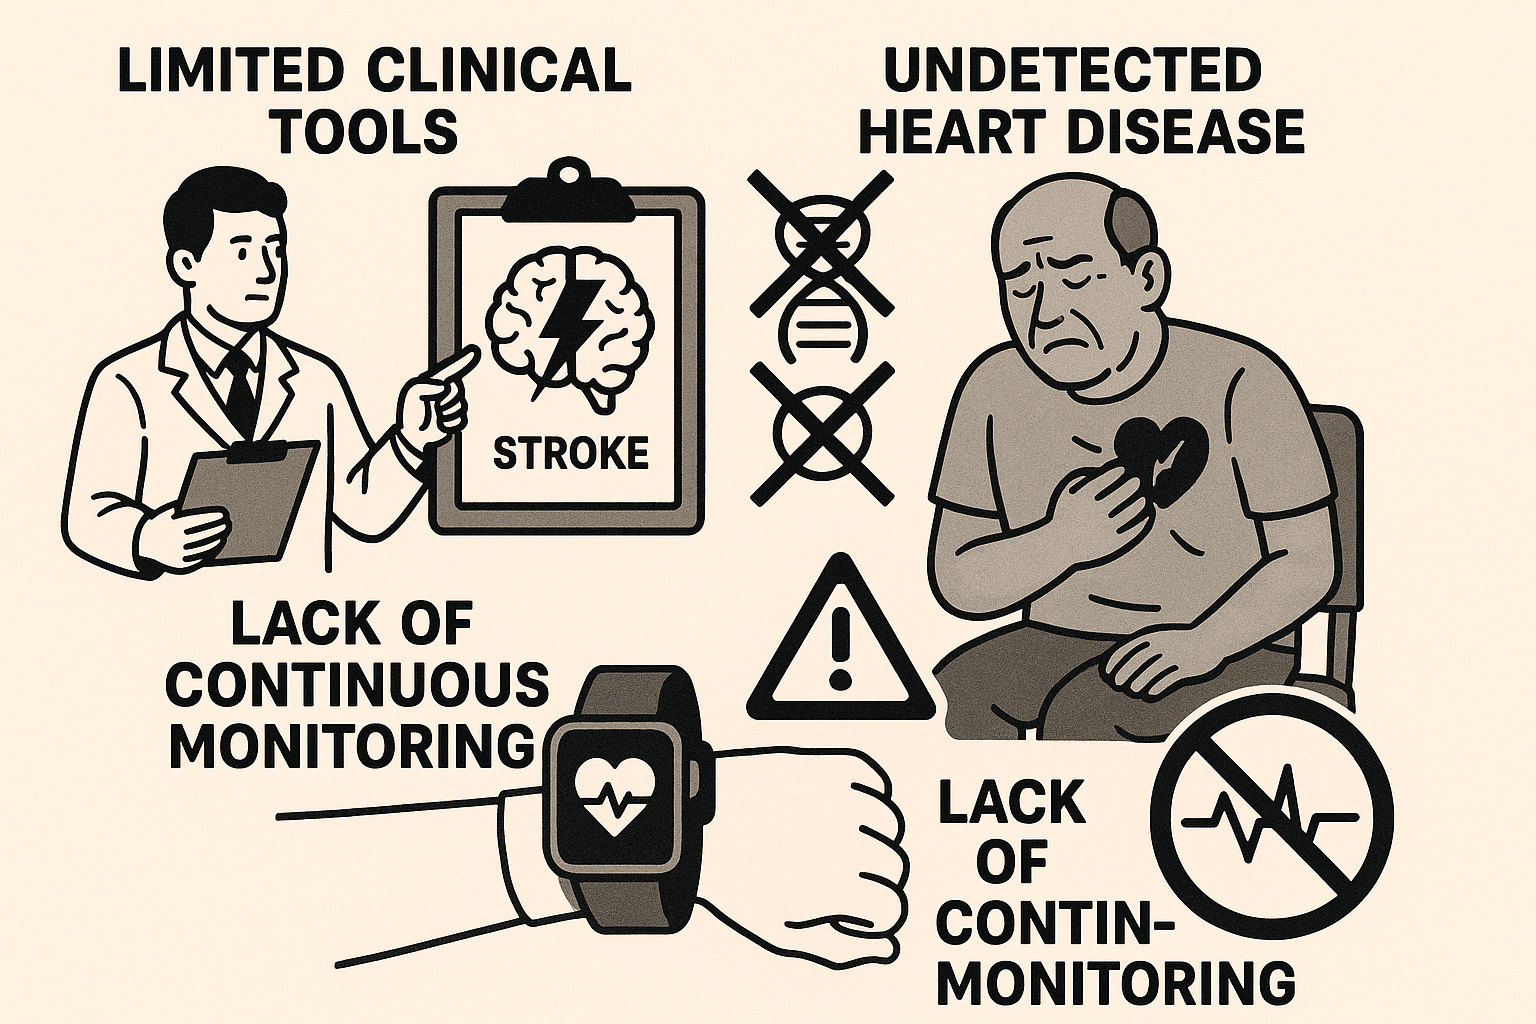 LIMITED CLINICAL
TOOLS
STROKE
UNDETECTED
HEART DISEASE
LACK OF
CONTINUOUS
MONITORING
LACK
OF
CONTIN-
MONITORING